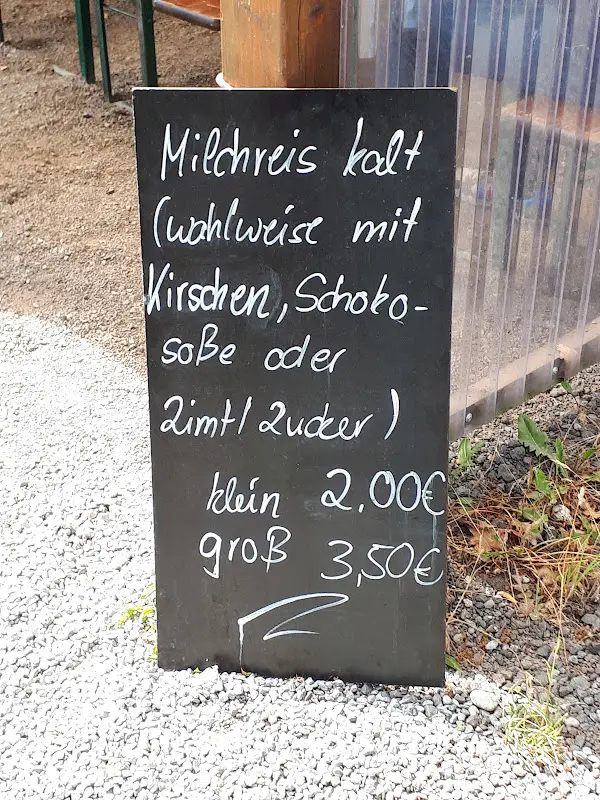 Milchreis kalt
(wahlweise mit
Kirschen, Schoko-
soße oder
Zimt/Zucker)
klein 2,00€
groß 3,50€